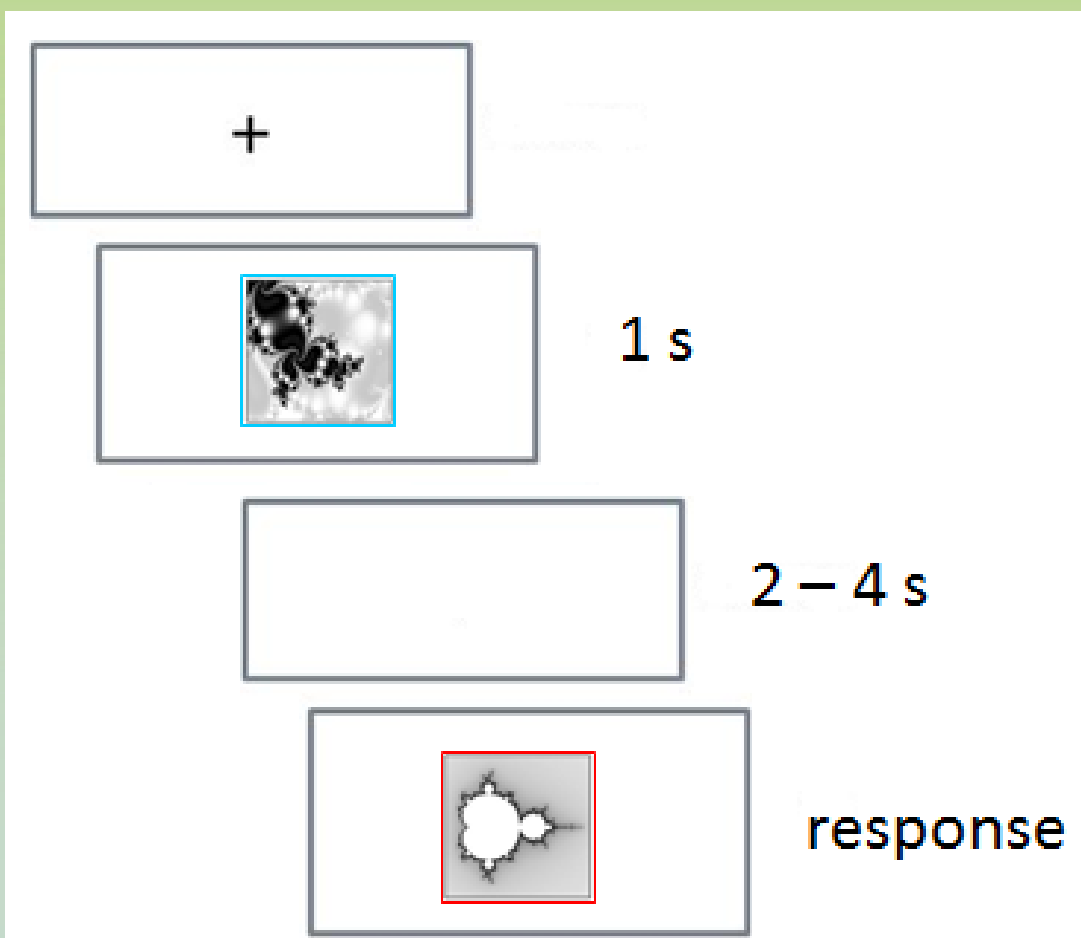 +
1 s
2 – 4 s
response